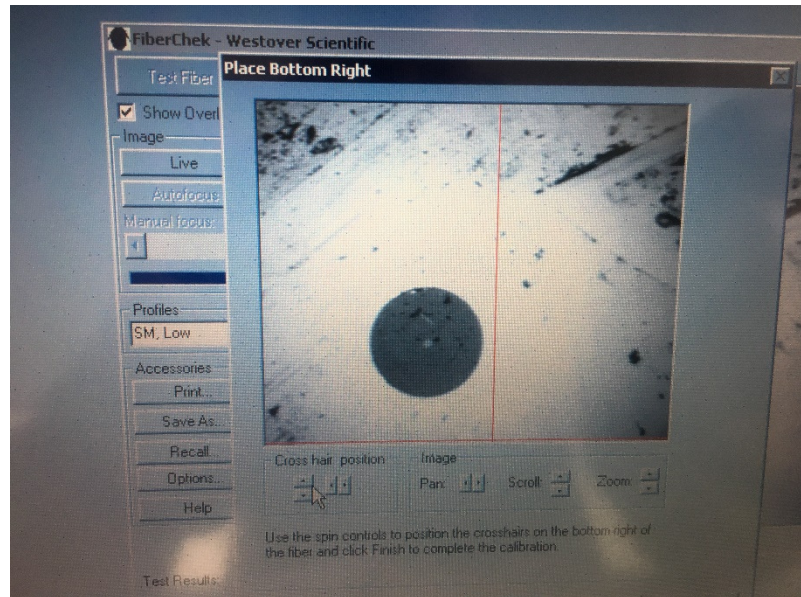 FiberChek - Westover Scientific
Place Bottom Right
Test Fiber
Show Overl
Image
Live
Autofocus
Manual focus:
Profiles
SM, Low
Accessories
Print...
Save As...
Recall
Options...
Help
Test Results:
Cross hair position
Image
Pan:
Scroll:
Zoom:
Use the spin controls to position the crosshairs on the bottom right of
the fiber and click Finish to complete the calibration.